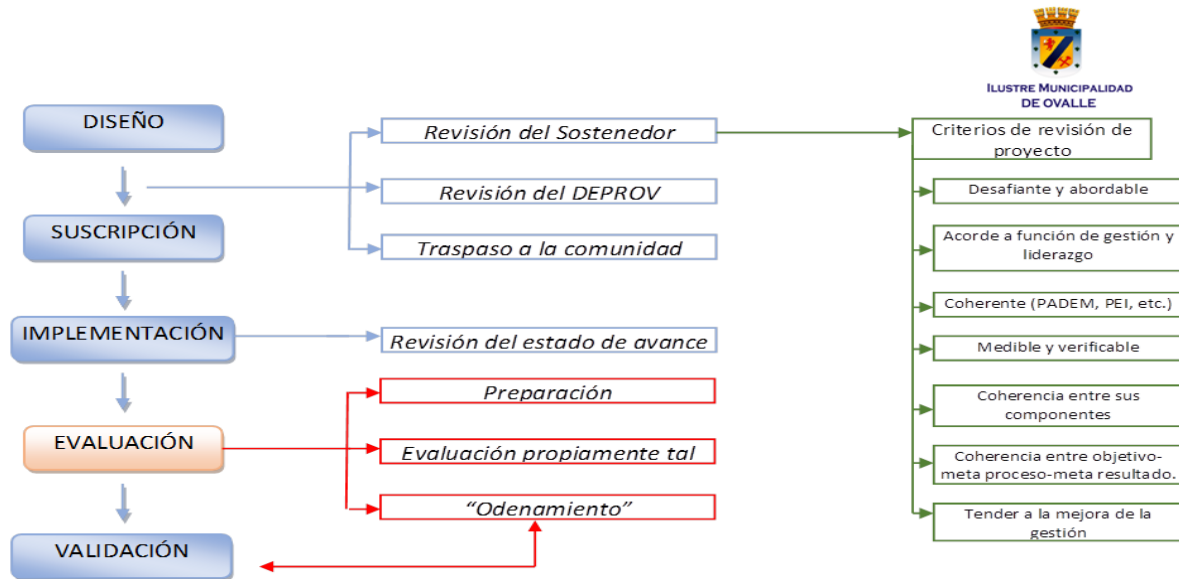 ILUSTRE MUNICIPALIDAD
DE OVALLE
DISEÑO
SUSCRIPCIÓN
IMPLEMENTACIÓN
EVALUACIÓN
VALIDACIÓN
Revisión del Sostenedor
Revisión del DEPROV
Traspaso a la comunidad
Revisión del estado de avance
Preparación
Evaluación propiamente tal
“Odenamiento”
Criterios de revisión de
proyecto
Desafiante y abordable
Acorde a función de gestión y
liderazgo
Coherente (PADEM, PEI, etc.)
Medible y verificable
Coherencia entre sus
componentes
Coherencia entre objetivo-
meta proceso-meta resultado.
Tender a la mejora de la
gestión